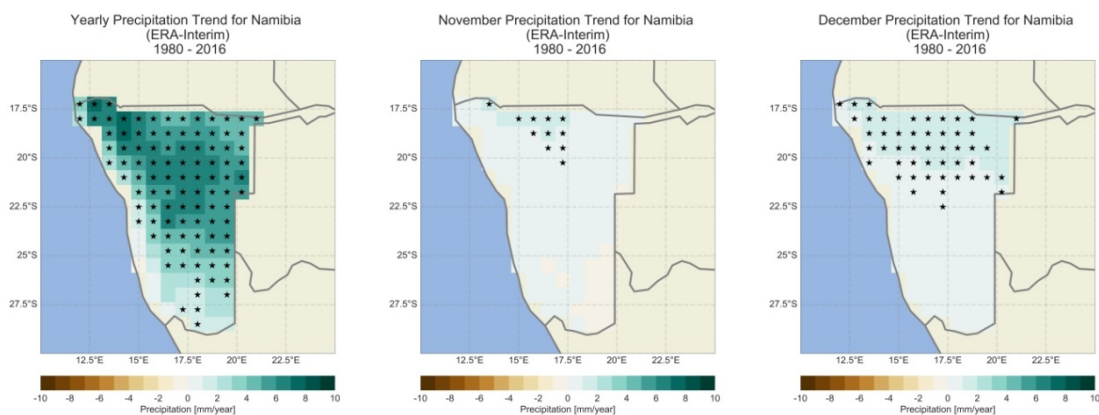 Yearly Precipitation Trend for Namibia
(ERA-Interim)
1980 - 2016
17.5°S
20°S
22.5°S
25°S
27.5°S
12.5°E
15°E
17.5°E
20°E
22.5°E
-10 -8 -6 -4 -2 0 2 4 6 8 10
Precipitation [mm/year]
November Precipitation Trend for Namibia
(ERA-Interim)
1980 - 2016
17.5°S
20°S
22.5°S
25°S
27.5°S
12.5°E
15°E
17.5°E
20°E
22.5°E
-10 -8 -6 -4 -2 0 2 4 6 8 10
Precipitation [mm/year]
December Precipitation Trend for Namibia
(ERA-Interim)
1980 - 2016
17.5°S
20°S
22.5°S
25°S
27.5°S
12.5°E
15°E
17.5°E
20°E
22.5°E
-10 -8 -6 -4 -2 0 2 4 6 8 10
Precipitation [mm/year]